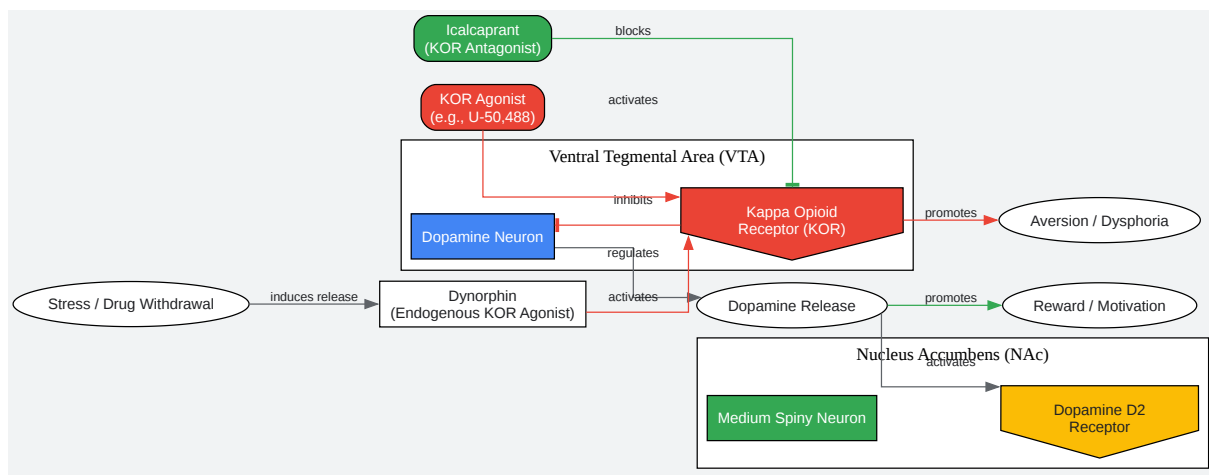 Icalcaprant
(KOR Antagonist)
blocks
KOR Agonist
(e.g., U-50,488)
activates
Ventral Tegmental Area (VTA)
inhibits
Kappa Opioid
Receptor (KOR)
promotes
Aversion / Dysphoria
Dopamine Neuron
regulates
Stress / Drug Withdrawal
induces release
Dynorphin
(Endogenous KOR Agonist)
activates
Dopamine Release
promotes
Reward / Motivation
Nucleus Accumbens (NAc)
activates
Medium Spiny Neuron
Dopamine D2
Receptor